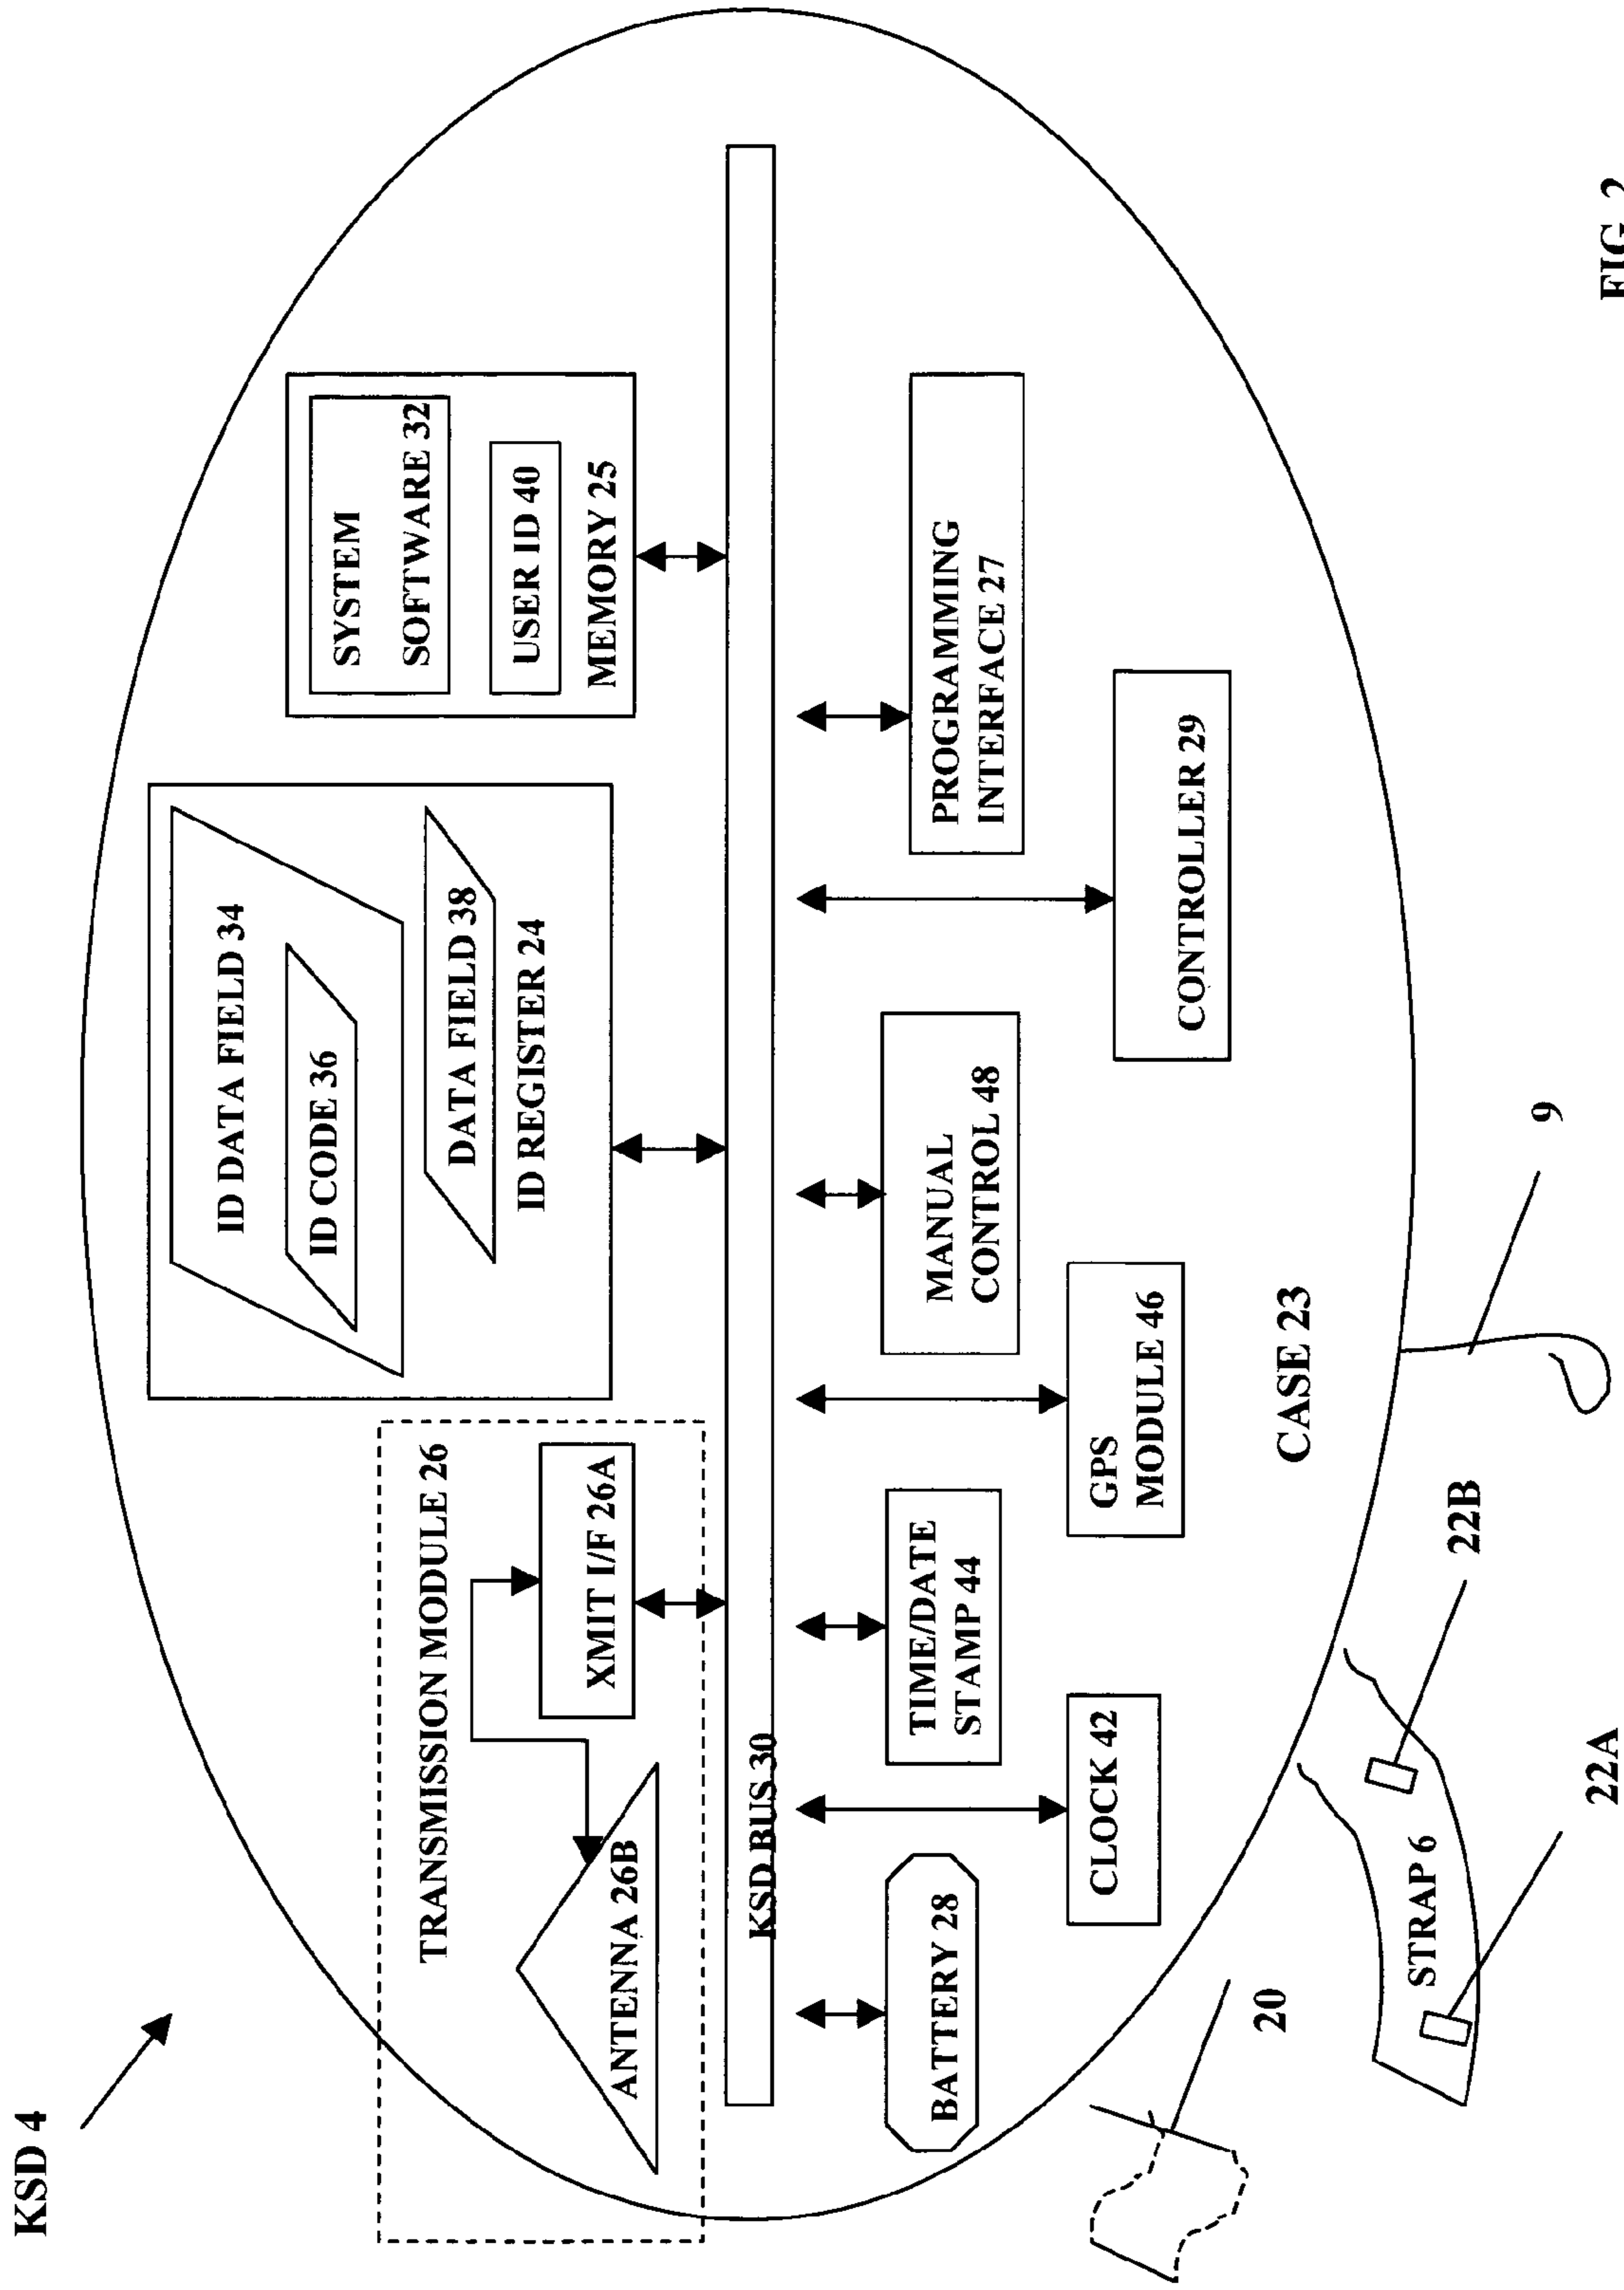 KSD 4
TRANSMISSION MODULE 26
XMIT I/F 26A
ANTENNA 26B
ID DATA FIELD 34
ID CODE 36
DATA FIELD 38
ID REGISTER 24
SYSTEM
SOFTWARE 32
USER ID 40
MEMORY 25
KSD BUS 30
BATTERY 28
CLOCK 42
TIME/DATE
STAMP 44
GPS
MODULE 46
MANUAL
CONTROL 48
PROGRAMMING
INTERFACE 27
CONTROLLER 29
CASE 23
20
STRAP 6
22B
22A
9
FIG. 2